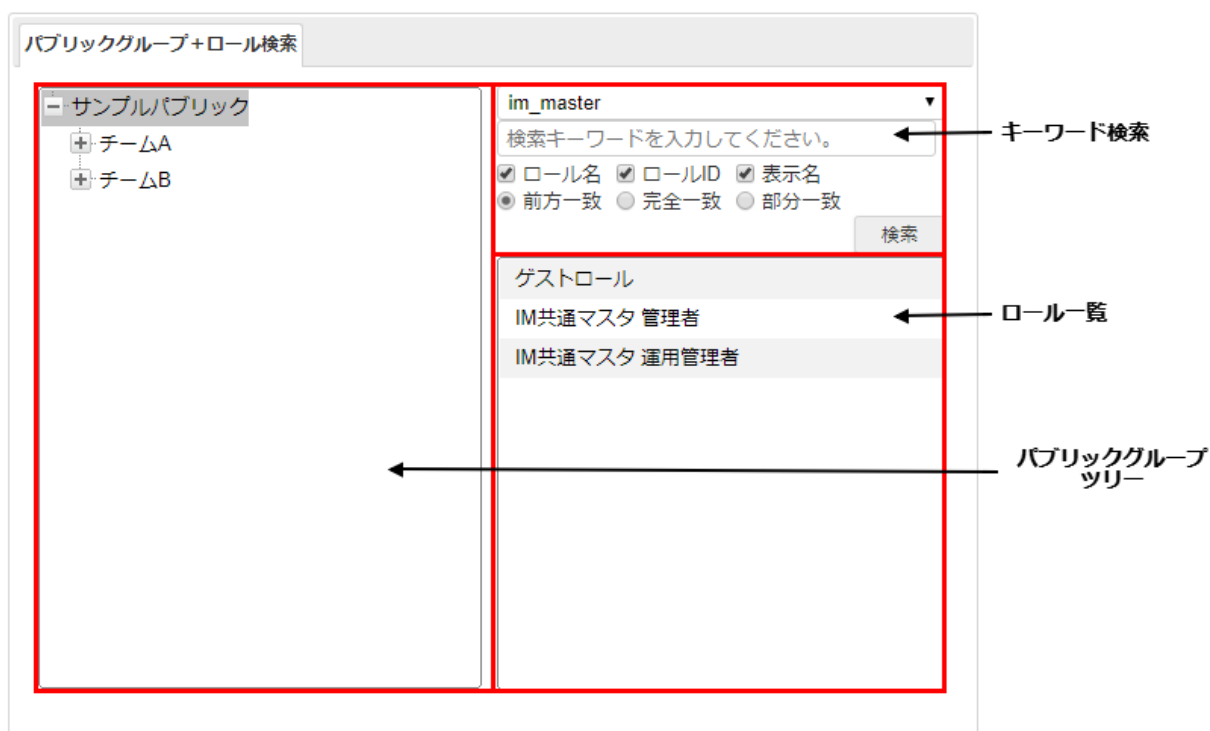 パブリックグループ+ロール検索
サンプルパブリック
チームA
チームB
im_master
検索キーワードを入力してください。
ロール名 ロールID 表示名
前方一致 完全一致 部分一致
検索
ゲストロール
IM共通マスタ 管理者
IM共通マスタ 運用管理者
キーワード検索
ロール一覧
パブリックグループ
ツリー